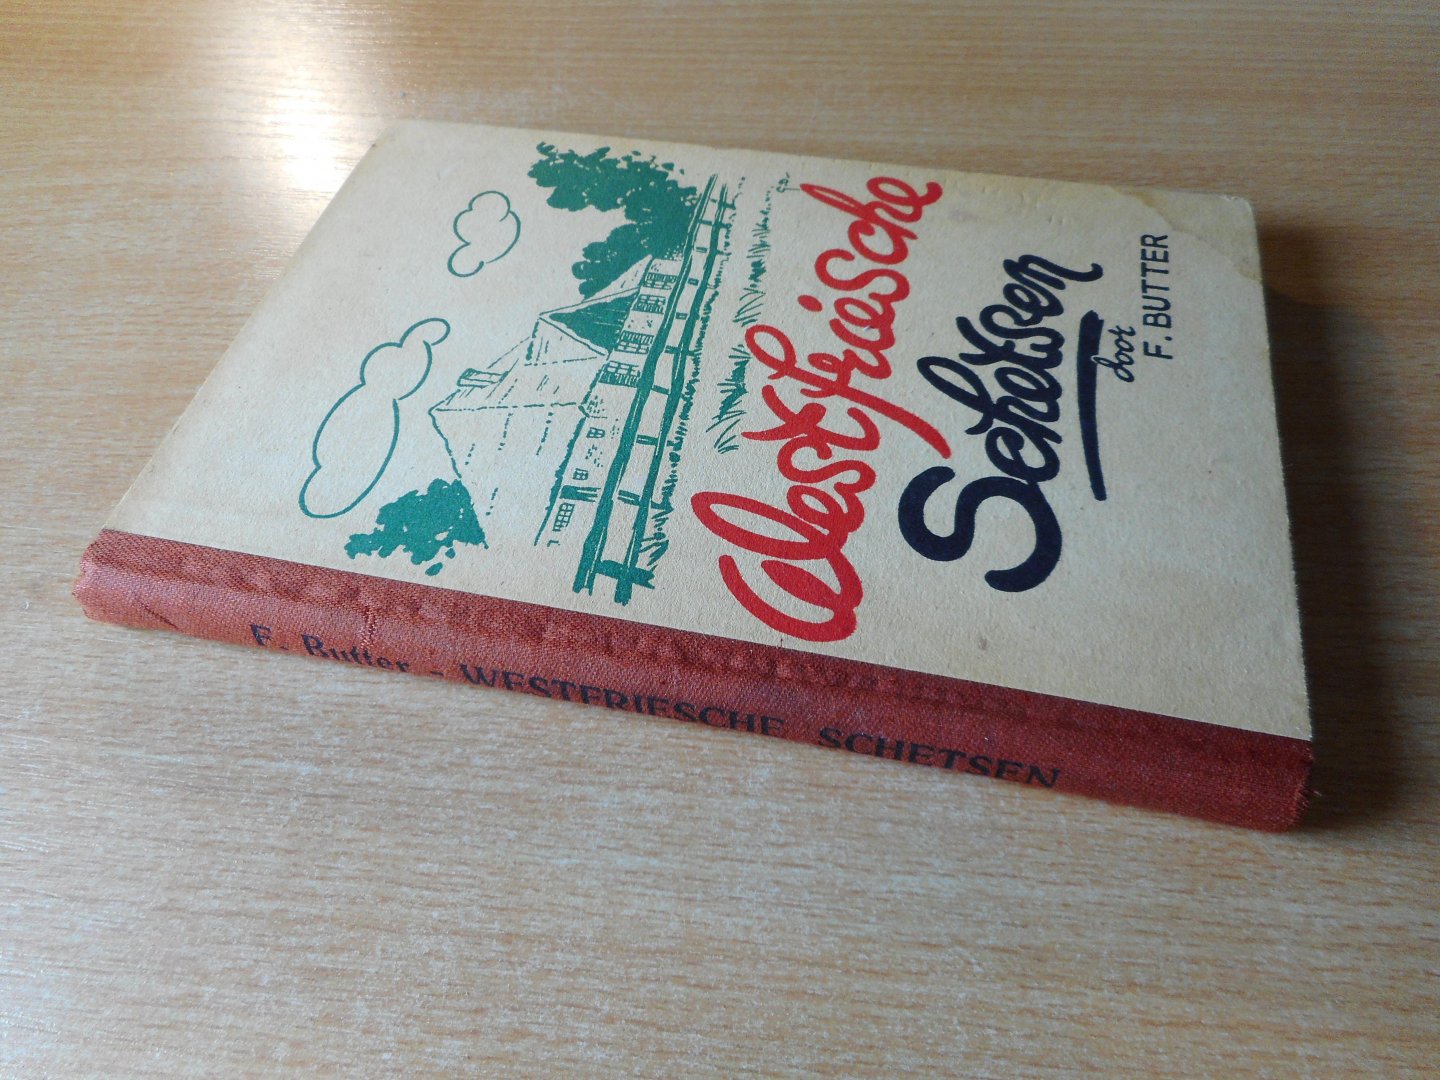 Westfriesche
Schetsen
door
F. BUTTER
F. Butter - WESTFRIESCHE SCHETSEN